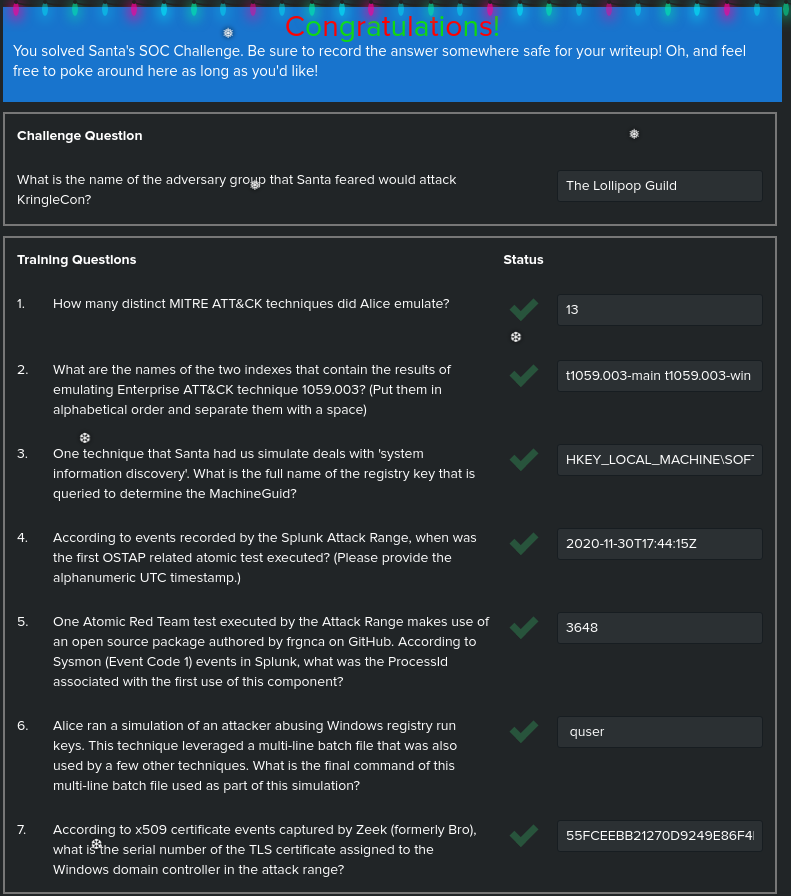 Congratulations!
You solved Santa's SOC Challenge. Be sure to record the answer somewhere safe for your writeup! Oh, and feel
free to poke around here as long as you'd like!
Challenge Question
What is the name of the adversary group that Santa feared would attack
KringleCon?
The Lollipop Guild
Training Questions
Status
1. How many distinct MITRE ATT&CK techniques did Alice emulate?
13
2. What are the names of the two indexes that contain the results of
emulating Enterprise ATT&CK technique 1059.003? (Put them in
alphabetical order and separate them with a space)
t1059.003-main t1059.003-win
3. One technique that Santa had us simulate deals with 'system
information discovery'. What is the full name of the registry key that is
queried to determine the MachineGuid?
HKEY_LOCAL_MACHINE\SOFT
4. According to events recorded by the Splunk Attack Range, when was
the first OSTAP related atomic test executed? (Please provide the
alphanumeric UTC timestamp.)
2020-11-30T17:44:15Z
5. One Atomic Red Team test executed by the Attack Range makes use of
an open source package authored by frgnca on GitHub. According to
Sysmon (Event Code 1) events in Splunk, what was the ProcessId
associated with the first use of this component?
3648
6. Alice ran a simulation of an attacker abusing Windows registry run
keys. This technique leveraged a multi-line batch file that was also
used by a few other techniques. What is the final command of this
multi-line batch file used as part of this simulation?
quser
7. According to x509 certificate events captured by Zeek (formerly Bro),
what is the serial number of the TLS certificate assigned to the
Windows domain controller in the attack range?
55FCEEBB21270D9249E86F4